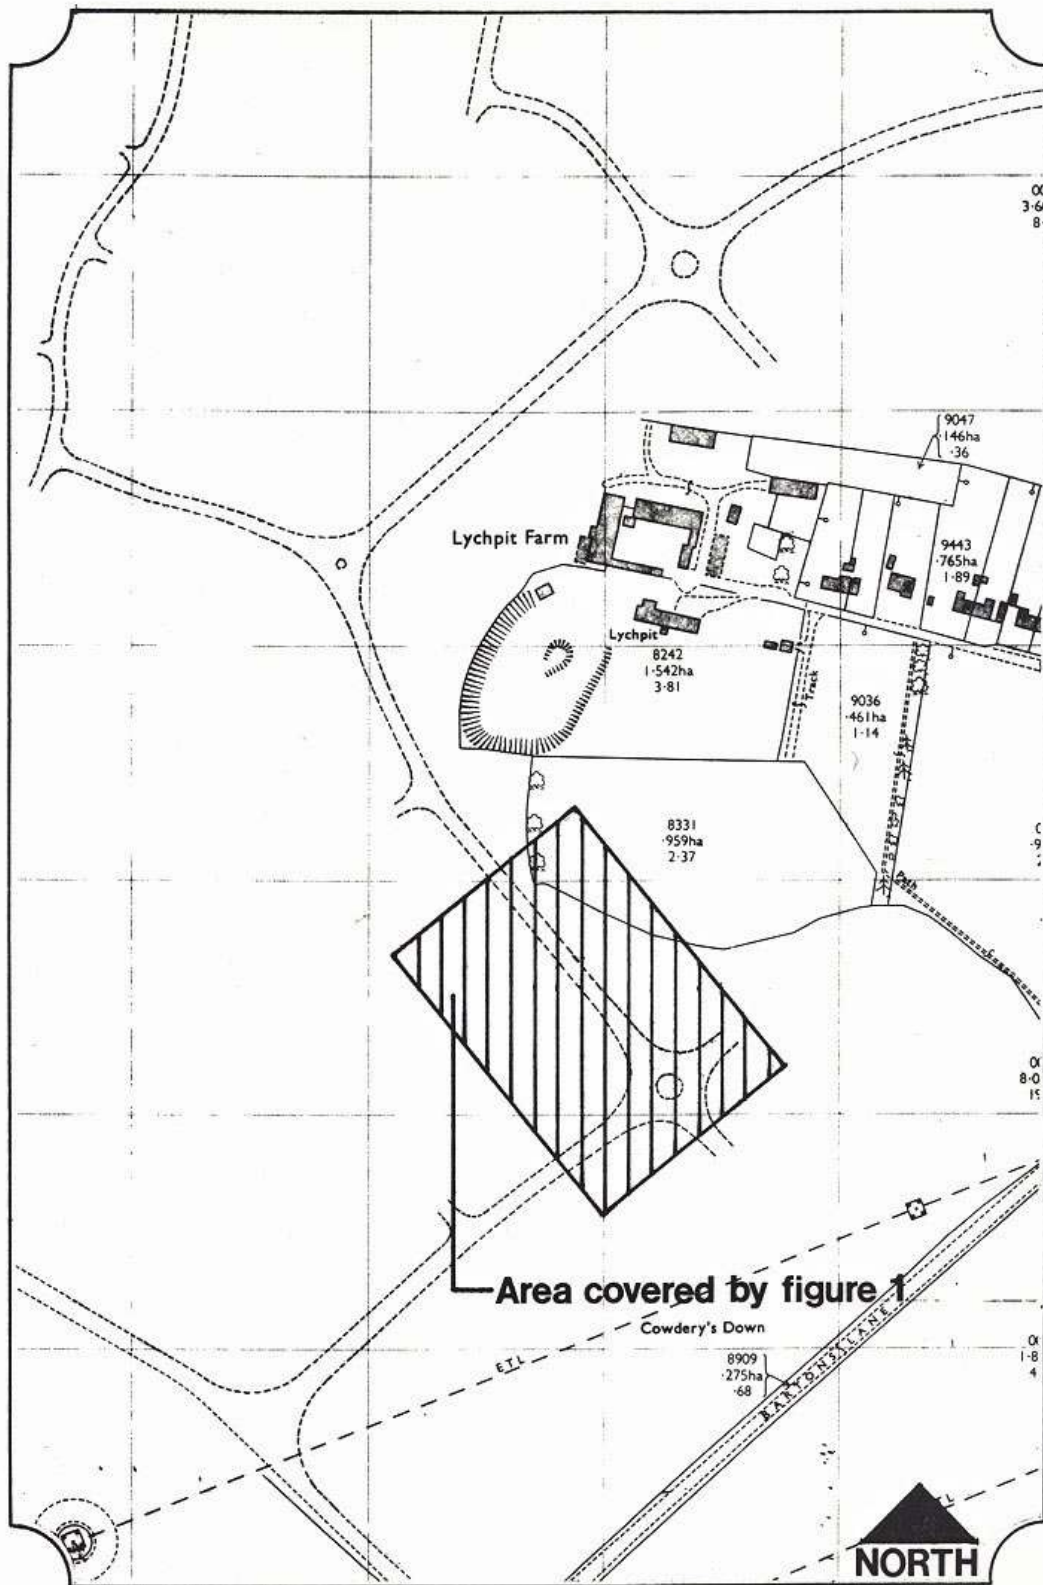 9047
·146ha
·36
Lychpit Farm
9443
·765ha
1·89
Lychpit
8242
1·542ha
3·81
Track
9036
·461ha
1·14
8331
·959ha
2·37
Path
Area covered by figure 1
Cowdery's Down
ETL
8909
·275ha
·68
BARTONS LANE
NORTH